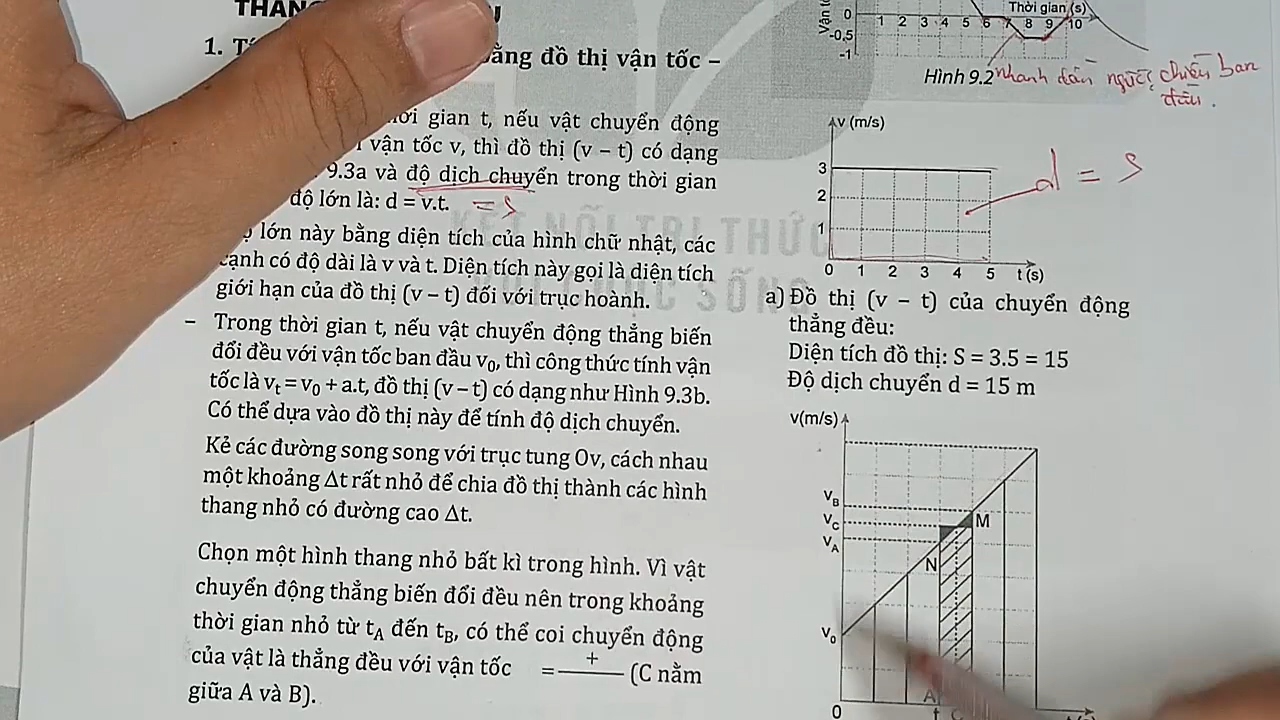 THAN
1. T
ằng đồ thị vận tốc –
ời gian t, nếu vật chuyển động
vận tốc v, thì đồ thị (v – t) có dạng
9.3a và độ dịch chuyển trong thời gian
độ lớn là: d = v.t. = s
lớn này bằng diện tích của hình chữ nhật, các
cạnh có độ dài là v và t. Diện tích này gọi là diện tích
giới hạn của đồ thị (v – t) đối với trục hoành.
– Trong thời gian t, nếu vật chuyển động thẳng biến
đổi đều với vận tốc ban đầu v₀, thì công thức tính vận
tốc là vₜ = v₀ + a.t, đồ thị (v – t) có dạng như Hình 9.3b.
Có thể dựa vào đồ thị này để tính độ dịch chuyển.
Kẻ các đường song song với trục tung Ov, cách nhau
một khoảng Δt rất nhỏ để chia đồ thị thành các hình
thang nhỏ có đường cao Δt.
Chọn một hình thang nhỏ bất kì trong hình. Vì vật
chuyển động thẳng biến đổi đều nên trong khoảng
thời gian nhỏ từ t_A đến t_B, có thể coi chuyển động
của vật là thẳng đều với vận tốc = + (C nằm
giữa A và B).
KẾT NỐI TRI THỨC
SỐNG
Vận t
Thời gian (s)
0 1 2 3 4 5 6 7 8 9 10
-0,5
-1
Hình 9.2 nhanh dần ngược chiều ban
đầu.
v (m/s)
3
2
1
0 1 2 3 4 5 t (s)
d = s
a) Đồ thị (v – t) của chuyển động
thẳng đều:
Diện tích đồ thị: S = 3.5 = 15
Độ dịch chuyển d = 15 m
v(m/s)
v_B
v_C M
v_A
N
v₀
A
0 t C